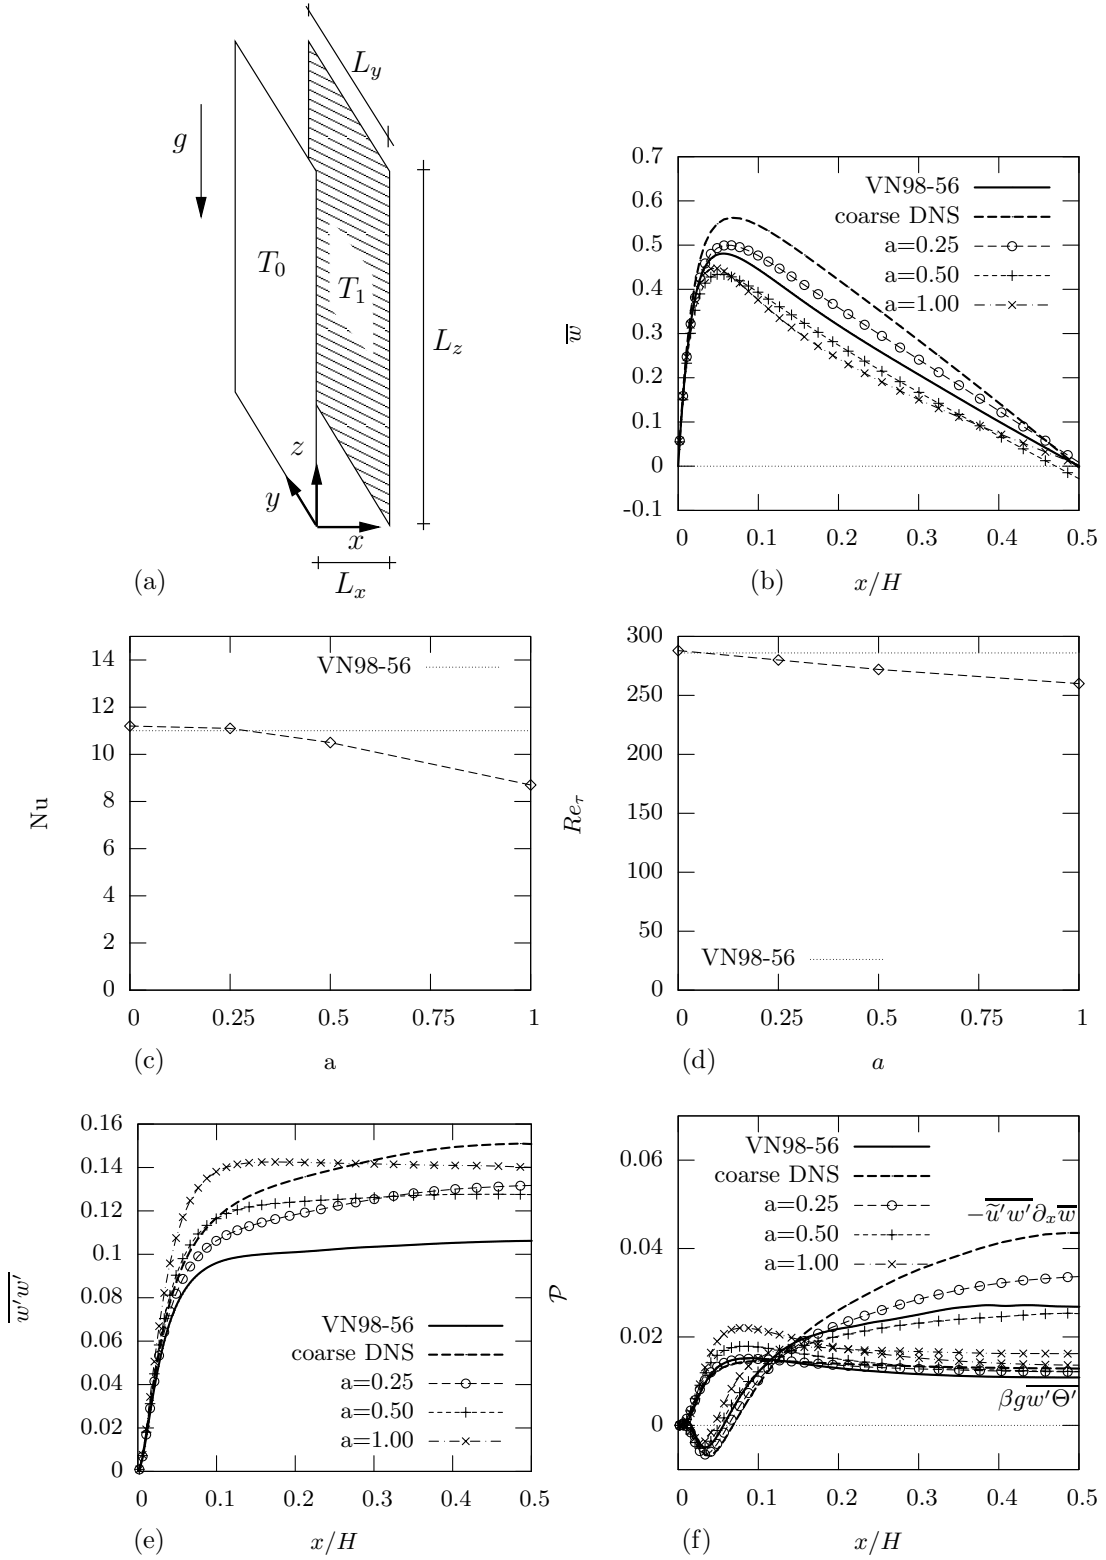 L_y
g
T_0
T_1
L_z
z
y
x
(a)
L_x
0.7
0.6
0.5
0.4
0.3
0.2
0.1
0
-0.1
w̅
VN98-56
coarse DNS
a=0.25
a=0.50
a=1.00
0 0.1 0.2 0.3 0.4 0.5
(b) x/H
14
12
10
8
6
4
2
0
Nu
VN98-56
0 0.25 0.5 0.75 1
(c) a
300
250
200
150
100
50
0
Re_τ
VN98-56
0 0.25 0.5 0.75 1
(d) a
0.16
0.14
0.12
0.1
0.08
0.06
0.04
0.02
0
\overline{w'w'}
VN98-56
coarse DNS
a=0.25
a=0.50
a=1.00
0 0.1 0.2 0.3 0.4 0.5
(e) x/H
0.06
0.04
0.02
0
𝒫
VN98-56
coarse DNS
a=0.25
a=0.50
a=1.00
-\overline{\widetilde{u}'w'}∂_x\overline{w}
βg\overline{w'Θ'}
0 0.1 0.2 0.3 0.4 0.5
(f) x/H